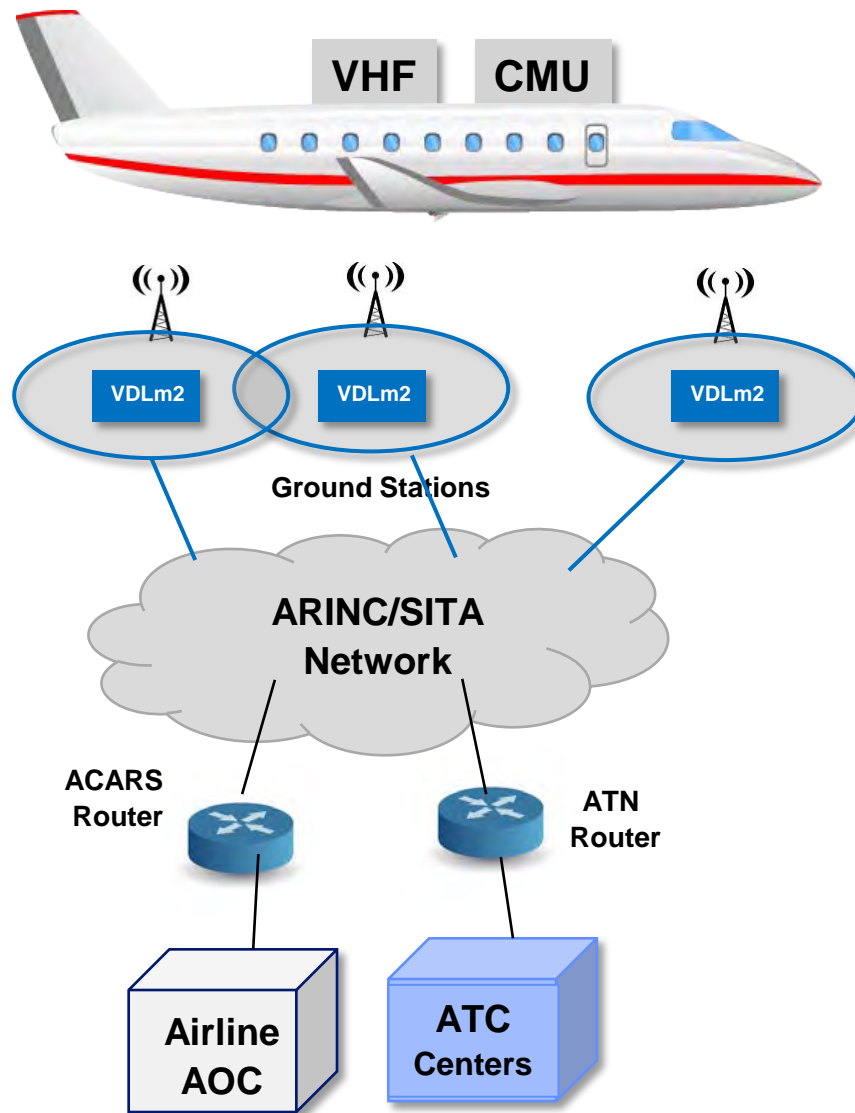 VHF
CMU
VDLm2
VDLm2
VDLm2
Ground Stations
ARINC/SITA
Network
ACARS
Router
ATN
Router
Airline
AOC
ATC
Centers